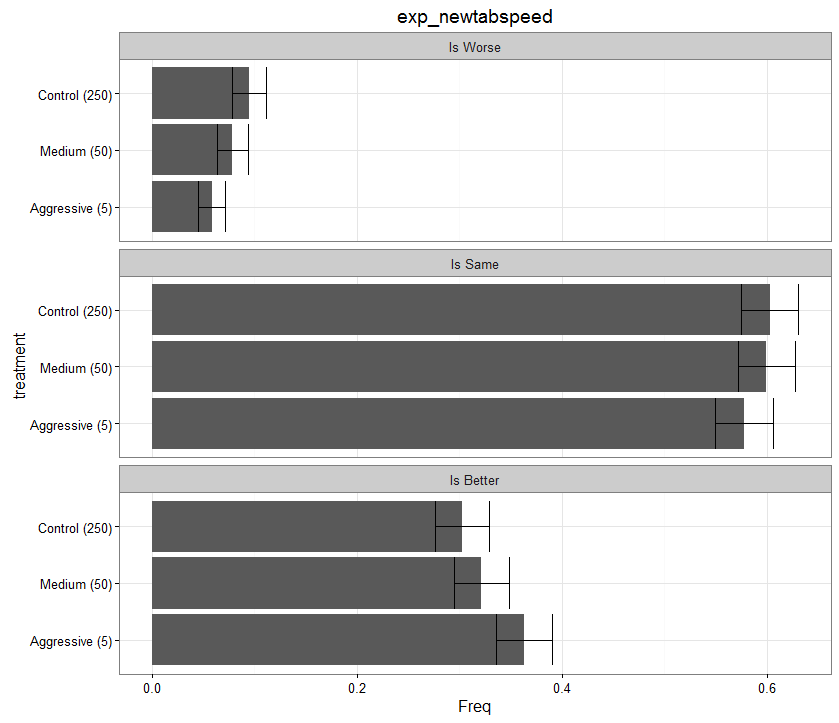 exp_newtabspeed
Is Worse
Control (250)
Medium (50)
Aggressive (5)
Is Same
Control (250)
Medium (50)
Aggressive (5)
treatment
Is Better
Control (250)
Medium (50)
Aggressive (5)
0.0 0.2 0.4 0.6
Freq